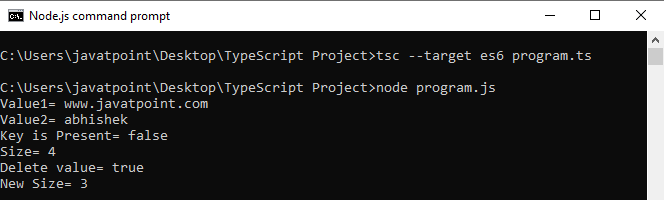 Node.js command prompt
C:\Users\javatpoint\Desktop\TypeScript Project>tsc --target es6 program.ts
C:\Users\javatpoint\Desktop\TypeScript Project>node program.js
Value1= www.javatpoint.com
Value2= abhishek
Key is Present= false
Size= 4
Delete value= true
New Size= 3